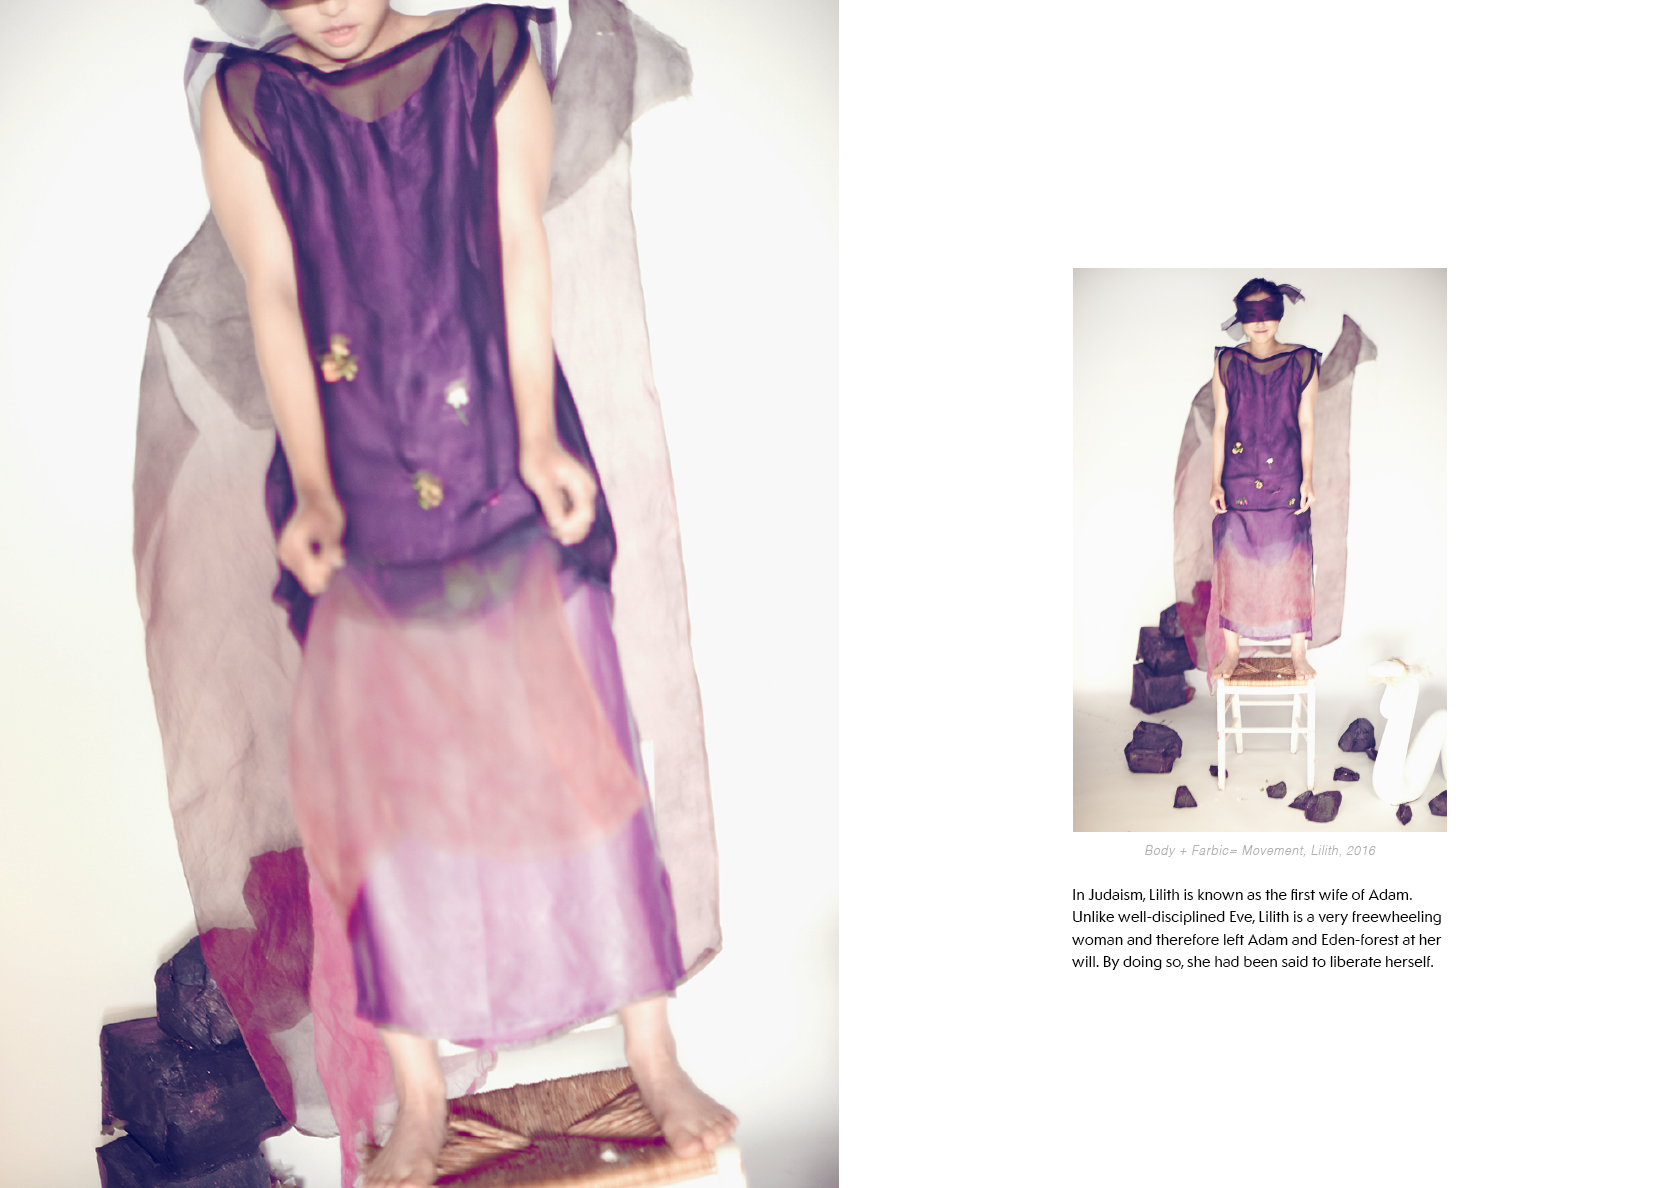 Body + Farbic= Movement, Lilith, 2016
In Judaism, Lilith is known as the first wife of Adam.
Unlike well-disciplined Eve, Lilith is a very freewheeling
woman and therefore left Adam and Eden-forest at her
will. By doing so, she had been said to liberate herself.